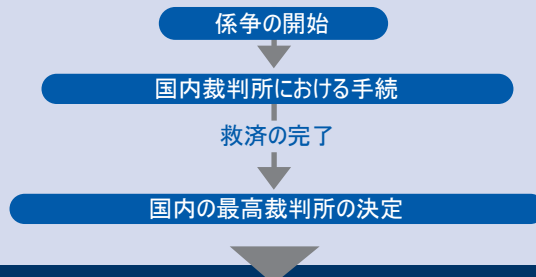 係争の開始
国内裁判所における手続
救済の完了
国内の最高裁判所の決定